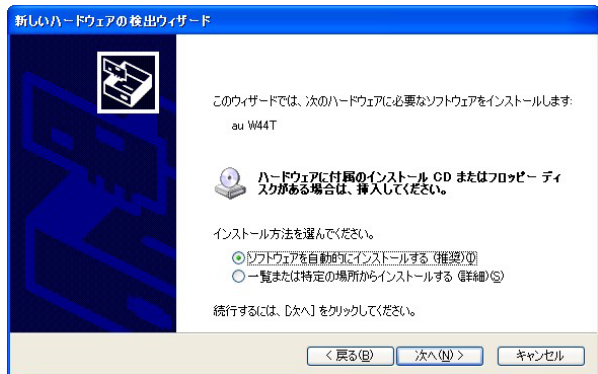 新しいハードウェアの検出ウィザード
このウィザードでは、次のハードウェアに必要なソフトウェアをインストールします:
au W44T
ハードウェアに付属のインストール CD またはフロッピー ディ
スクがある場合は、挿入してください。
インストール方法を選んでください。
ソフトウェアを自動的にインストールする (推奨)(I)
一覧または特定の場所からインストールする (詳細)(S)
続行するには、[次へ] をクリックしてください。
< 戻る(B)
次へ(N) >
キャンセル